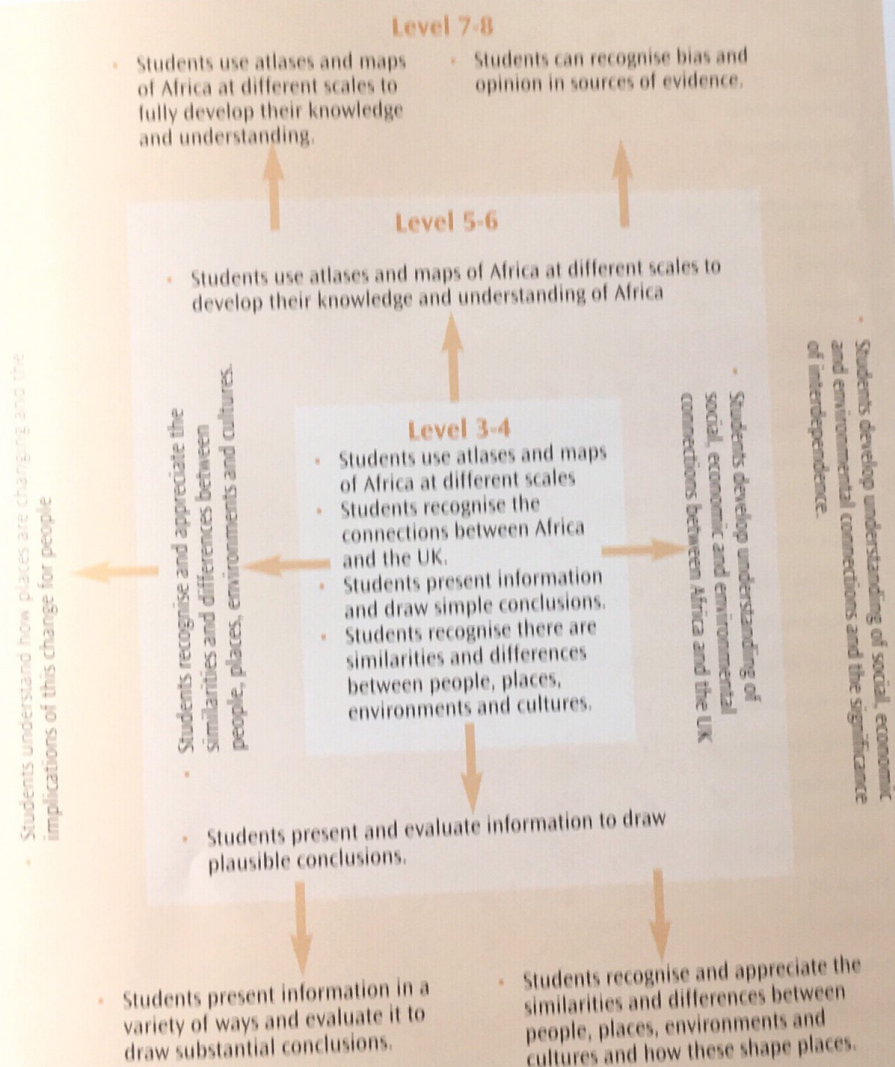 Level 7-8
• Students use atlases and maps
of Africa at different scales to
fully develop their knowledge
and understanding.
• Students can recognise bias and
opinion in sources of evidence.
Level 5-6
• Students use atlases and maps of Africa at different scales to
develop their knowledge and understanding of Africa
Level 3-4
• Students use atlases and maps
of Africa at different scales
• Students recognise the
connections between Africa
and the UK.
• Students present information
and draw simple conclusions.
• Students recognise there are
similarities and differences
between people, places,
environments and cultures.
• Students recognise and appreciate the
similarities and differences between
people, places, environments and cultures.
• Students develop understanding of
social, economic and environmental
connections between Africa and the UK
• Students present and evaluate information to draw
plausible conclusions.
• Students understand how places are changing and the
implications of this change for people
• Students develop understanding of social, economic
and environmental connections and the significance
of interdependence.
• Students present information in a
variety of ways and evaluate it to
draw substantial conclusions.
• Students recognise and appreciate the
similarities and differences between
people, places, environments and
cultures and how these shape places.